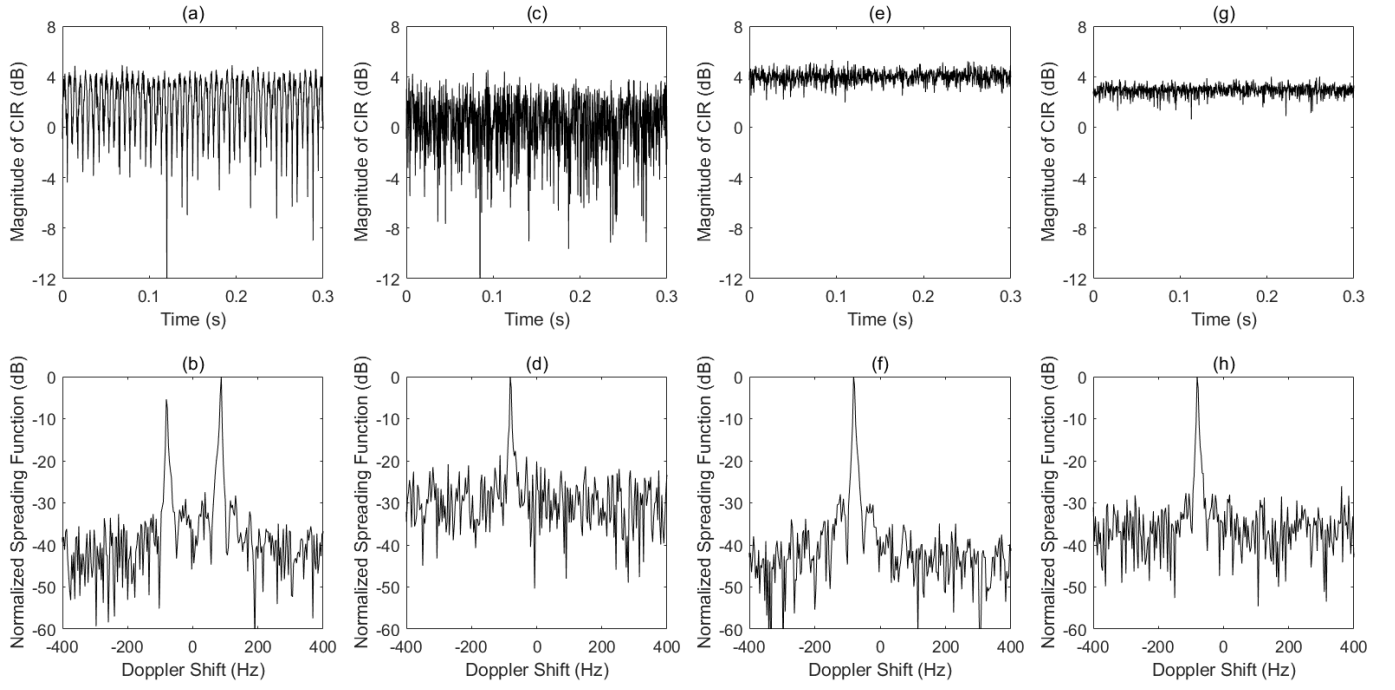 (a)
Magnitude of CIR (dB)
8
4
0
-4
-8
-12
0 0.1 0.2 0.3
Time (s)
(c)
Magnitude of CIR (dB)
8
4
0
-4
-8
-12
0 0.1 0.2 0.3
Time (s)
(e)
Magnitude of CIR (dB)
8
4
0
-4
-8
-12
0 0.1 0.2 0.3
Time (s)
(g)
Magnitude of CIR (dB)
8
4
0
-4
-8
-12
0 0.1 0.2 0.3
Time (s)
(b)
Normalized Spreading Function (dB)
0
-10
-20
-30
-40
-50
-60
-400 -200 0 200 400
Doppler Shift (Hz)
(d)
Normalized Spreading Function (dB)
0
-10
-20
-30
-40
-50
-60
-400 -200 0 200 400
Doppler Shift (Hz)
(f)
Normalized Spreading Function (dB)
0
-10
-20
-30
-40
-50
-60
-400 -200 0 200 400
Doppler Shift (Hz)
(h)
Normalized Spreading Function (dB)
0
-10
-20
-30
-40
-50
-60
-400 -200 0 200 400
Doppler Shift (Hz)